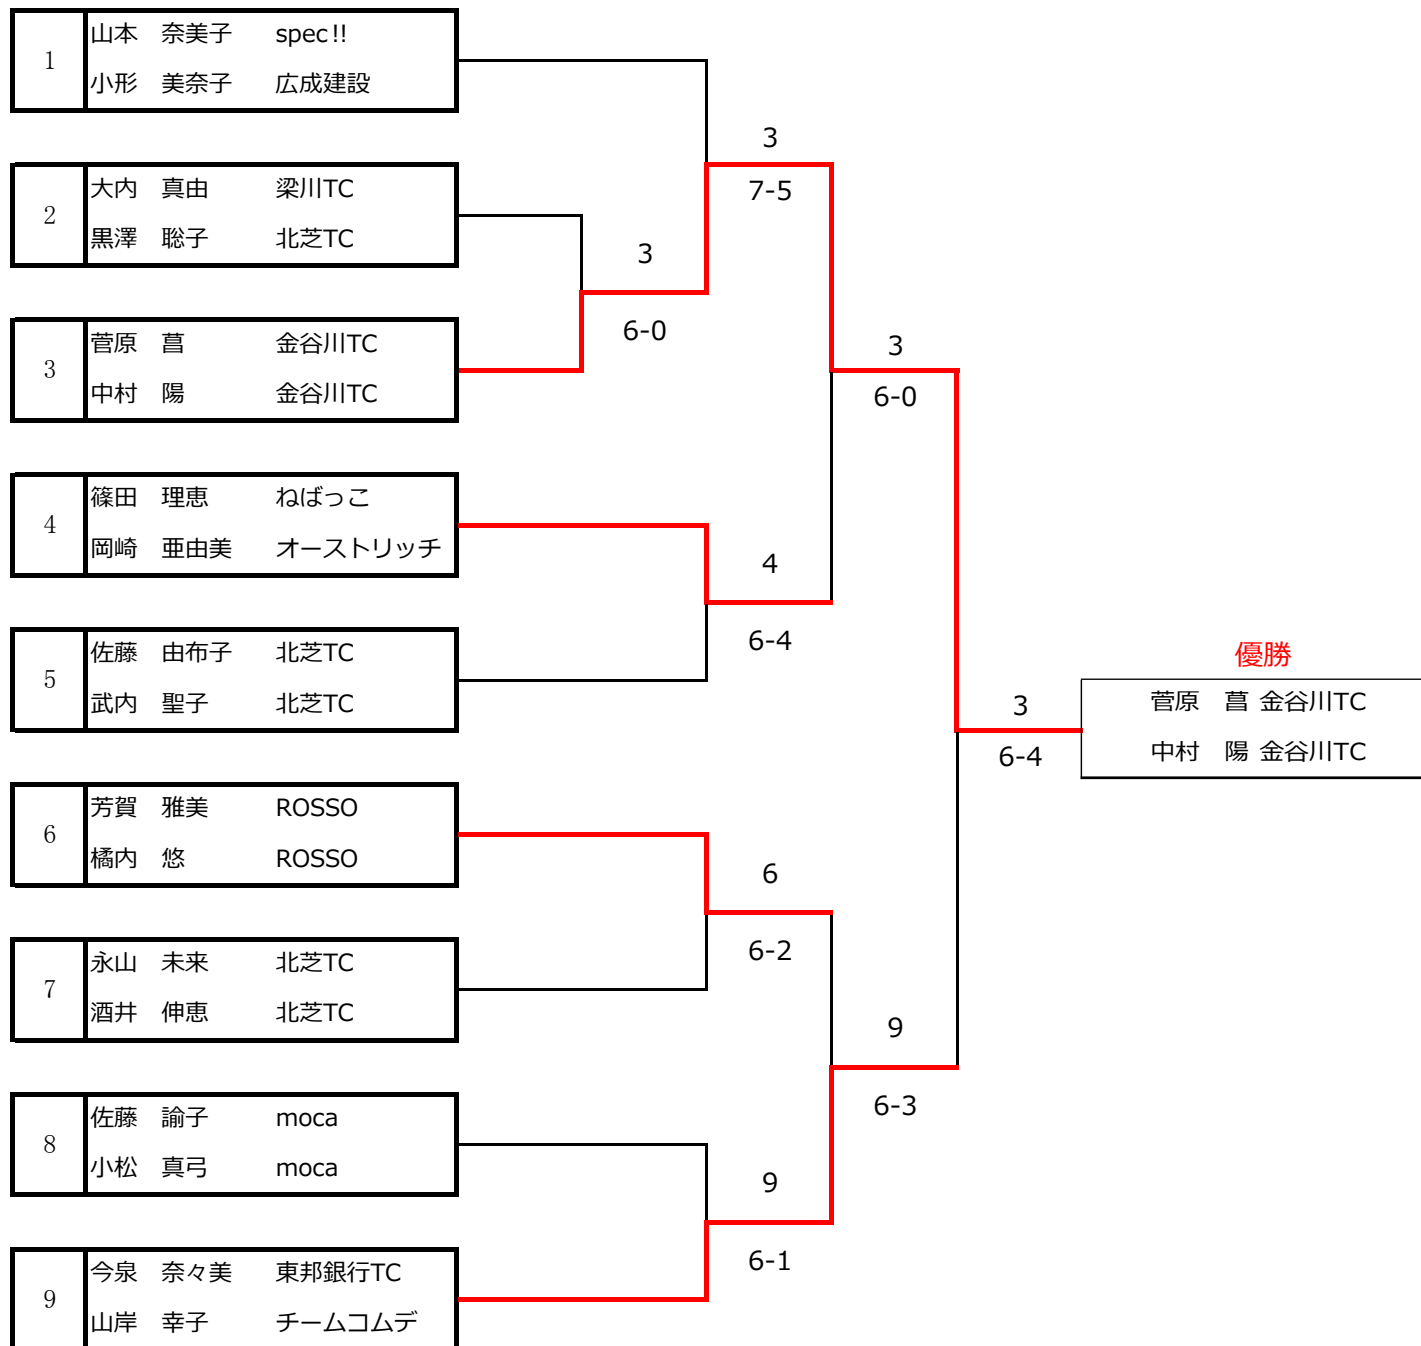 1
山本 奈美子 spec!!
小形 美奈子 広成建設
2
大内 真由 梁川TC
黒澤 聡子 北芝TC
3
菅原 菖 金谷川TC
中村 陽 金谷川TC
4
篠田 理恵 ねばっこ
岡崎 亜由美 オーストリッチ
5
佐藤 由布子 北芝TC
武内 聖子 北芝TC
6
芳賀 雅美 ROSSO
橘内 悠 ROSSO
7
永山 未来 北芝TC
酒井 伸恵 北芝TC
8
佐藤 諭子 moca
小松 真弓 moca
9
今泉 奈々美 東邦銀行TC
山岸 幸子 チームコムデ
3
6-0
3
7-5
4
6-4
6
6-2
9
6-1
3
6-0
9
6-3
3
6-4
優勝
菅原 菖 金谷川TC
中村 陽 金谷川TC